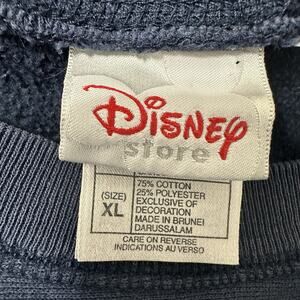 Disney
store
75% COTTON
25% POLYESTER
(SIZE)
EXCLUSIVE OF
XL
DECORATION
MADE IN BRUNEI
DARUSSALAM
CARE ON REVERSE
INDICATIONS AU VERSO